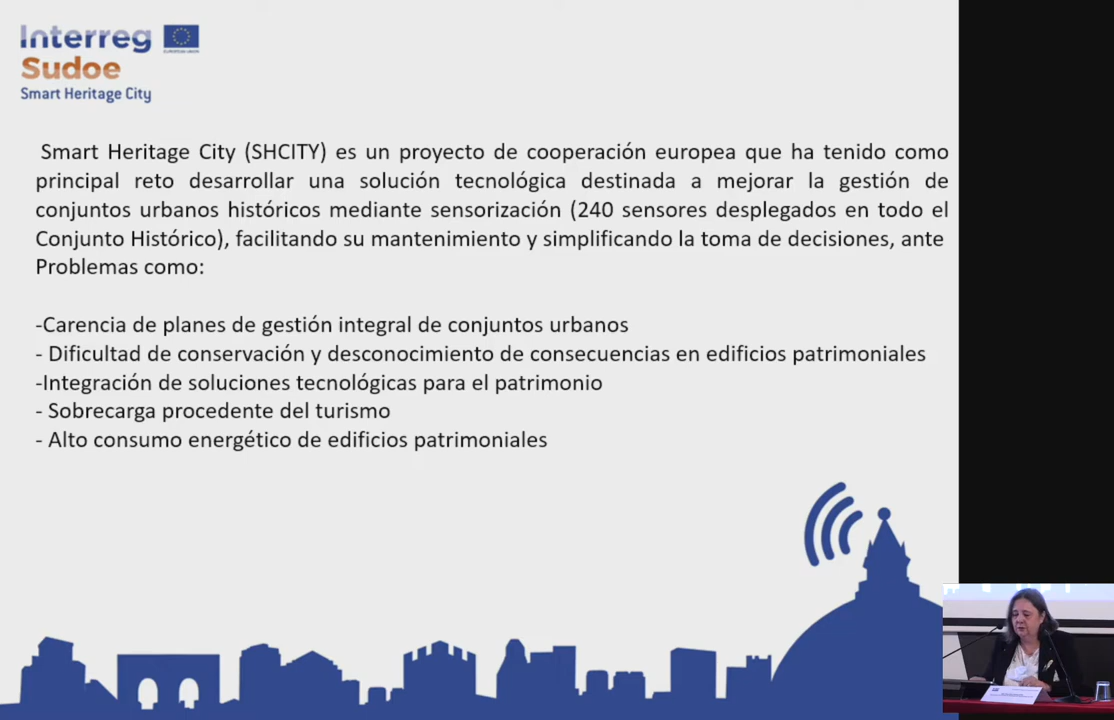 Interreg
EUROPEAN UNION
Sudoe
Smart Heritage City
Smart Heritage City (SHCITY) es un proyecto de cooperación europea que ha tenido como
principal reto desarrollar una solución tecnológica destinada a mejorar la gestión de
conjuntos urbanos históricos mediante sensorización (240 sensores desplegados en todo el
Conjunto Histórico), facilitando su mantenimiento y simplificando la toma de decisiones, ante
Problemas como:
-Carencia de planes de gestión integral de conjuntos urbanos
- Dificultad de conservación y desconocimiento de consecuencias en edificios patrimoniales
-Integración de soluciones tecnológicas para el patrimonio
- Sobrecarga procedente del turismo
- Alto consumo energético de edificios patrimoniales